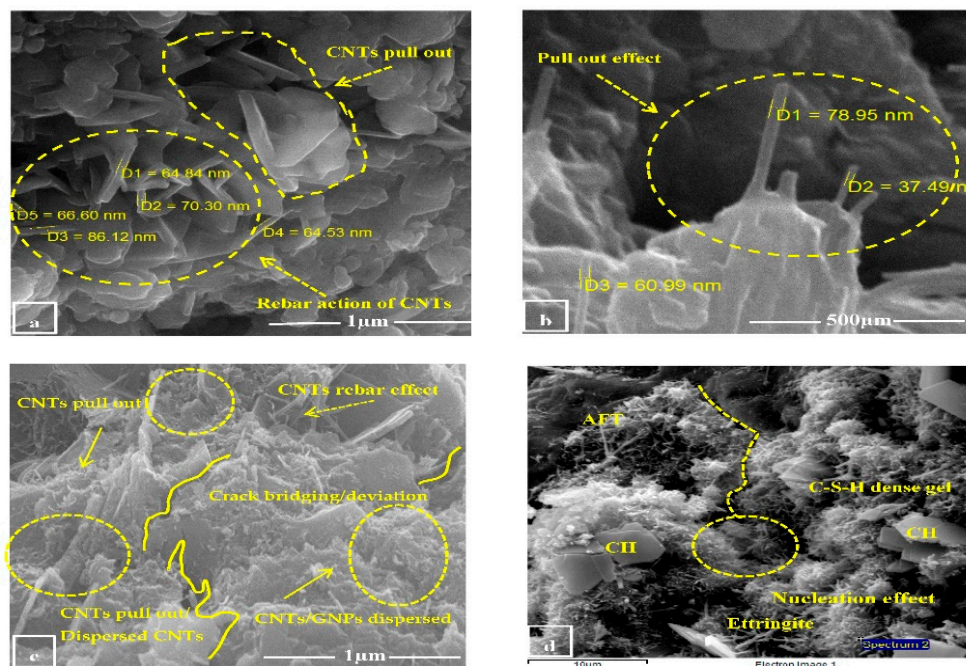 CNTs pull out
D1 = 64.84 nm
D2 = 70.30 nm
D5 = 66.60 nm
D3 = 86.12 nm
D4 = 64.53 nm
Rebar action of CNTs
a
1µm
Pull out effect
D1 = 78.95 nm
D2 = 37.49
D3 = 60.99 nm
b
500µm
CNTs rebar effect
CNTs pull out
Crack bridging/deviation
CNTs pull out/
Dispersed CNTs
CNTs/GNPs dispersed
c
1µm
AFT
C-S-H dense gel
CH
CH
Nucleation effect
Ettringite
d
Spectrum 2
10µm
Electron Image 1